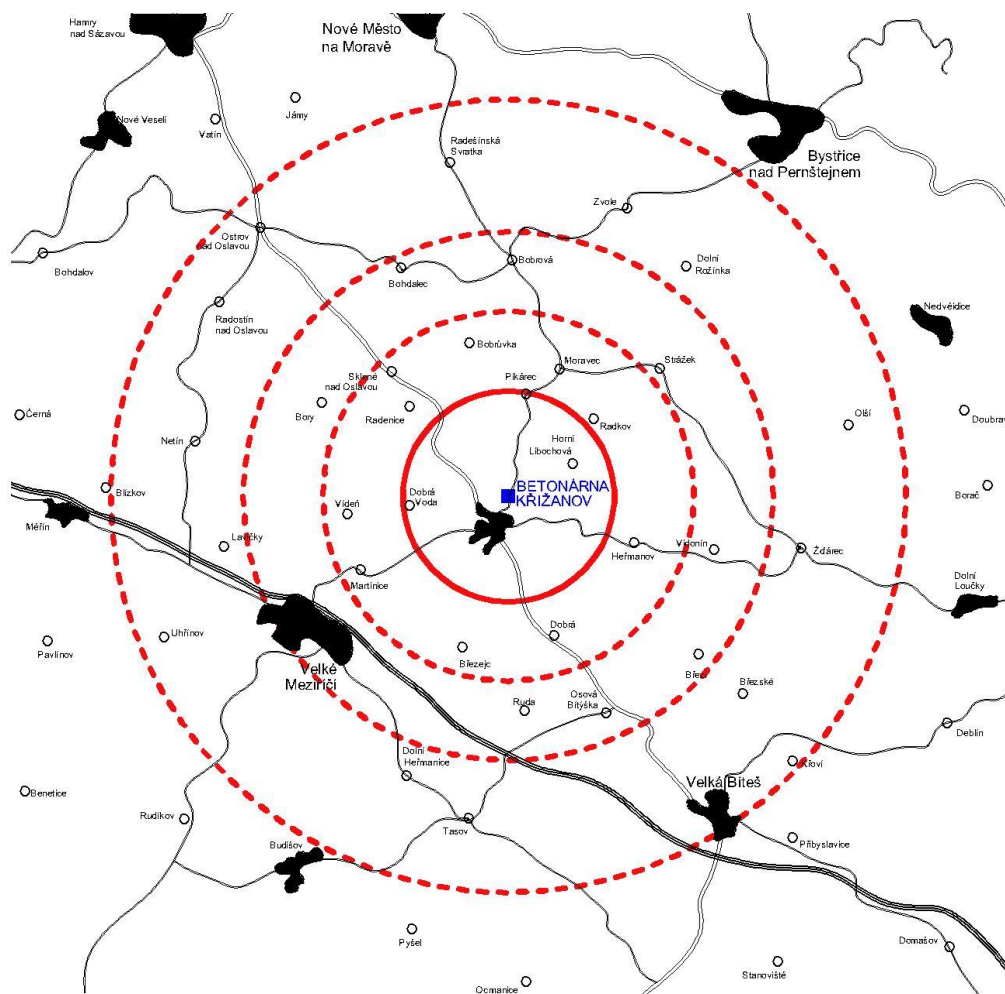 Hamry
nad Sázavou
Nové Město
na Moravě
Jámy
Nové Veselí
Vatín
Radešínská
Svratka
Bystřice
nad Pernštejnem
Zvole
Ostrov
nad Oslavou
Bohdalov
Bohdalec
Bobrová
Dolní
Rožínka
Radostín
nad Oslavou
Nedvěidice
Bobrůvka
Moravec
Strážek
Sklené
nad Oslavou
Pikárec
Černá
Bory
Radenice
Radkov
Olší
Doubrav
Netín
Horní
Libochová
Blízkov
BETONÁRNA
KŘIŽANOV
Borač
Vídeň
Dobrá
Voda
Měřín
Lavičky
Heřmanov
Vidonín
Žďárec
Martinice
Dolní
Loučky
Pavlínov
Uhřínov
Dobrá
Březejc
Velké
Meziříčí
Březí
Březské
Ruda
Osová
Bítýška
Deblín
Dolní
Heřmanice
Křoví
Benetice
Velká Bíteš
Rudíkov
Tasov
Přibyslavice
Budišov
Pyšel
Domašov
Stanoviště
Ocmanice